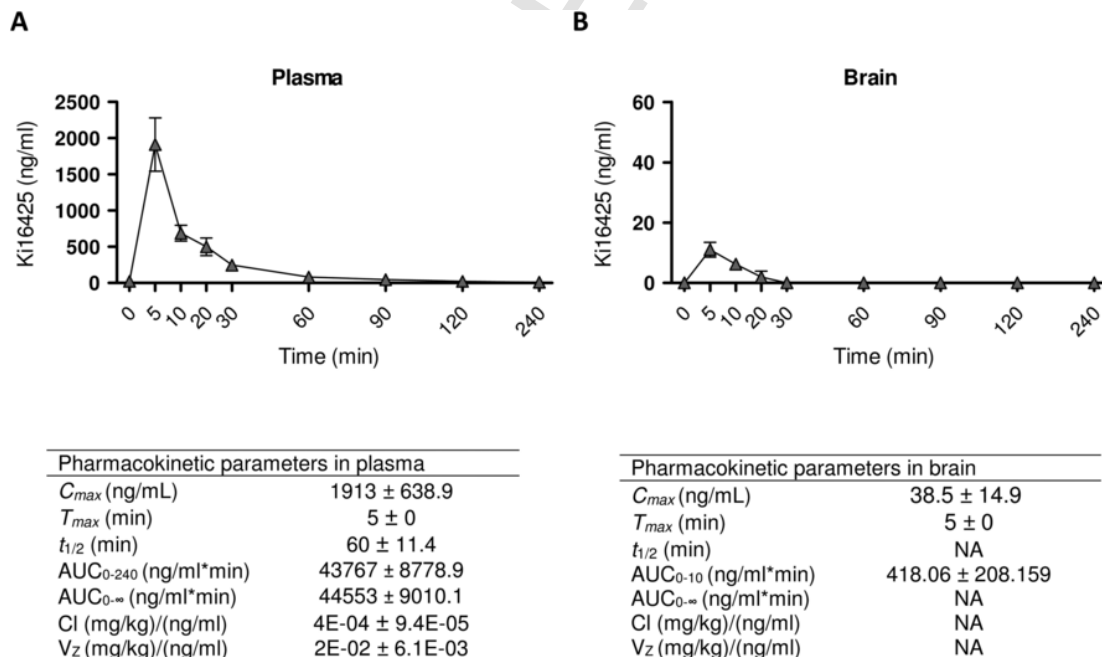 A
B
Plasma
Ki16425 (ng/ml)
2500
2000
1500
1000
500
0
0 5 10 20 30 60 90 120 240
Time (min)
Brain
Ki16425 (ng/ml)
60
40
20
0
0 5 10 20 30 60 90 120 240
Time (min)
Pharmacokinetic parameters in plasma
Cmax (ng/mL) 1913 ± 638.9
Tmax (min) 5 ± 0
t1/2 (min) 60 ± 11.4
AUC0-240 (ng/ml*min) 43767 ± 8778.9
AUC0-∞ (ng/ml*min) 44553 ± 9010.1
Cl (mg/kg)/(ng/ml) 4E-04 ± 9.4E-05
Vz (mg/kg)/(ng/ml) 2E-02 ± 6.1E-03
Pharmacokinetic parameters in brain
Cmax (ng/mL) 38.5 ± 14.9
Tmax (min) 5 ± 0
t1/2 (min) NA
AUC0-10 (ng/ml*min) 418.06 ± 208.159
AUC0-∞ (ng/ml*min) NA
Cl (mg/kg)/(ng/ml) NA
Vz (mg/kg)/(ng/ml) NA